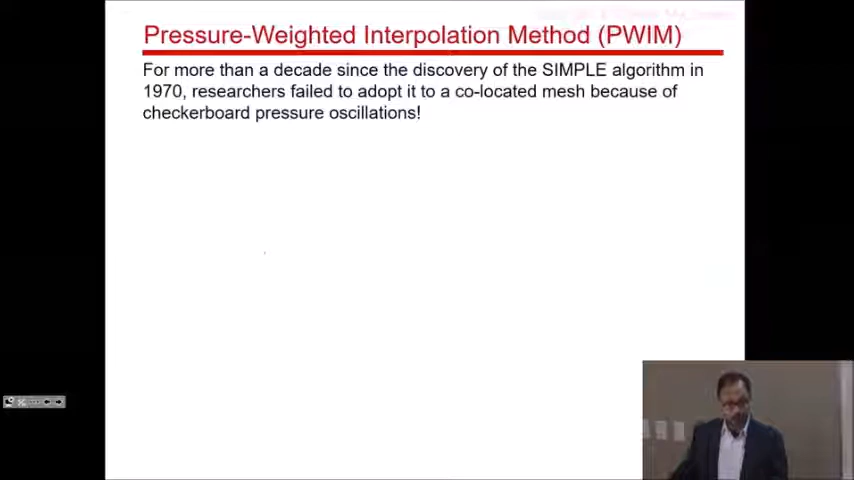 Pressure-Weighted Interpolation Method (PWIM)
For more than a decade since the discovery of the SIMPLE algorithm in
1970, researchers failed to adopt it to a co-located mesh because of
checkerboard pressure oscillations!